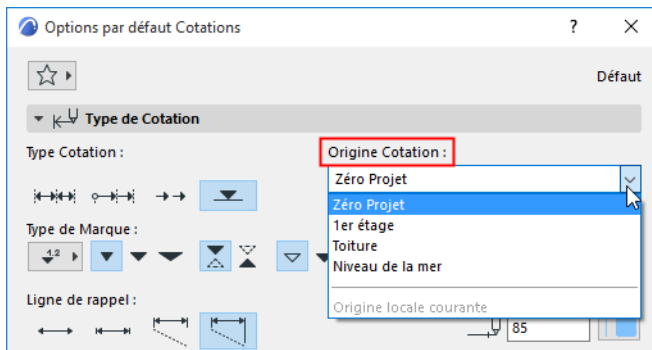 Options par défaut Cotations
?
Défaut
Type de Cotation
Type Cotation :
Origine Cotation :
Zéro Projet
Zéro Projet
1er étage
Toiture
Niveau de la mer
Origine locale courante
Type de Marque :
1.2
Ligne de rappel :
85